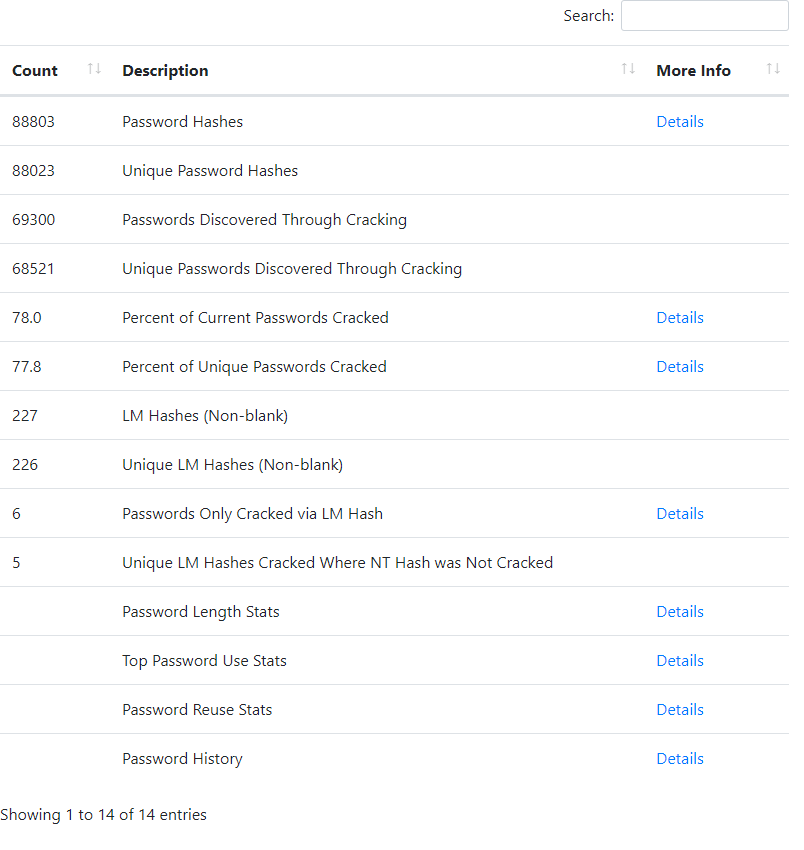 Search:
Count Description More Info
88803 Password Hashes Details
88023 Unique Password Hashes
69300 Passwords Discovered Through Cracking
68521 Unique Passwords Discovered Through Cracking
78.0 Percent of Current Passwords Cracked Details
77.8 Percent of Unique Passwords Cracked Details
227 LM Hashes (Non-blank)
226 Unique LM Hashes (Non-blank)
6 Passwords Only Cracked via LM Hash Details
5 Unique LM Hashes Cracked Where NT Hash was Not Cracked
Password Length Stats Details
Top Password Use Stats Details
Password Reuse Stats Details
Password History Details
Showing 1 to 14 of 14 entries